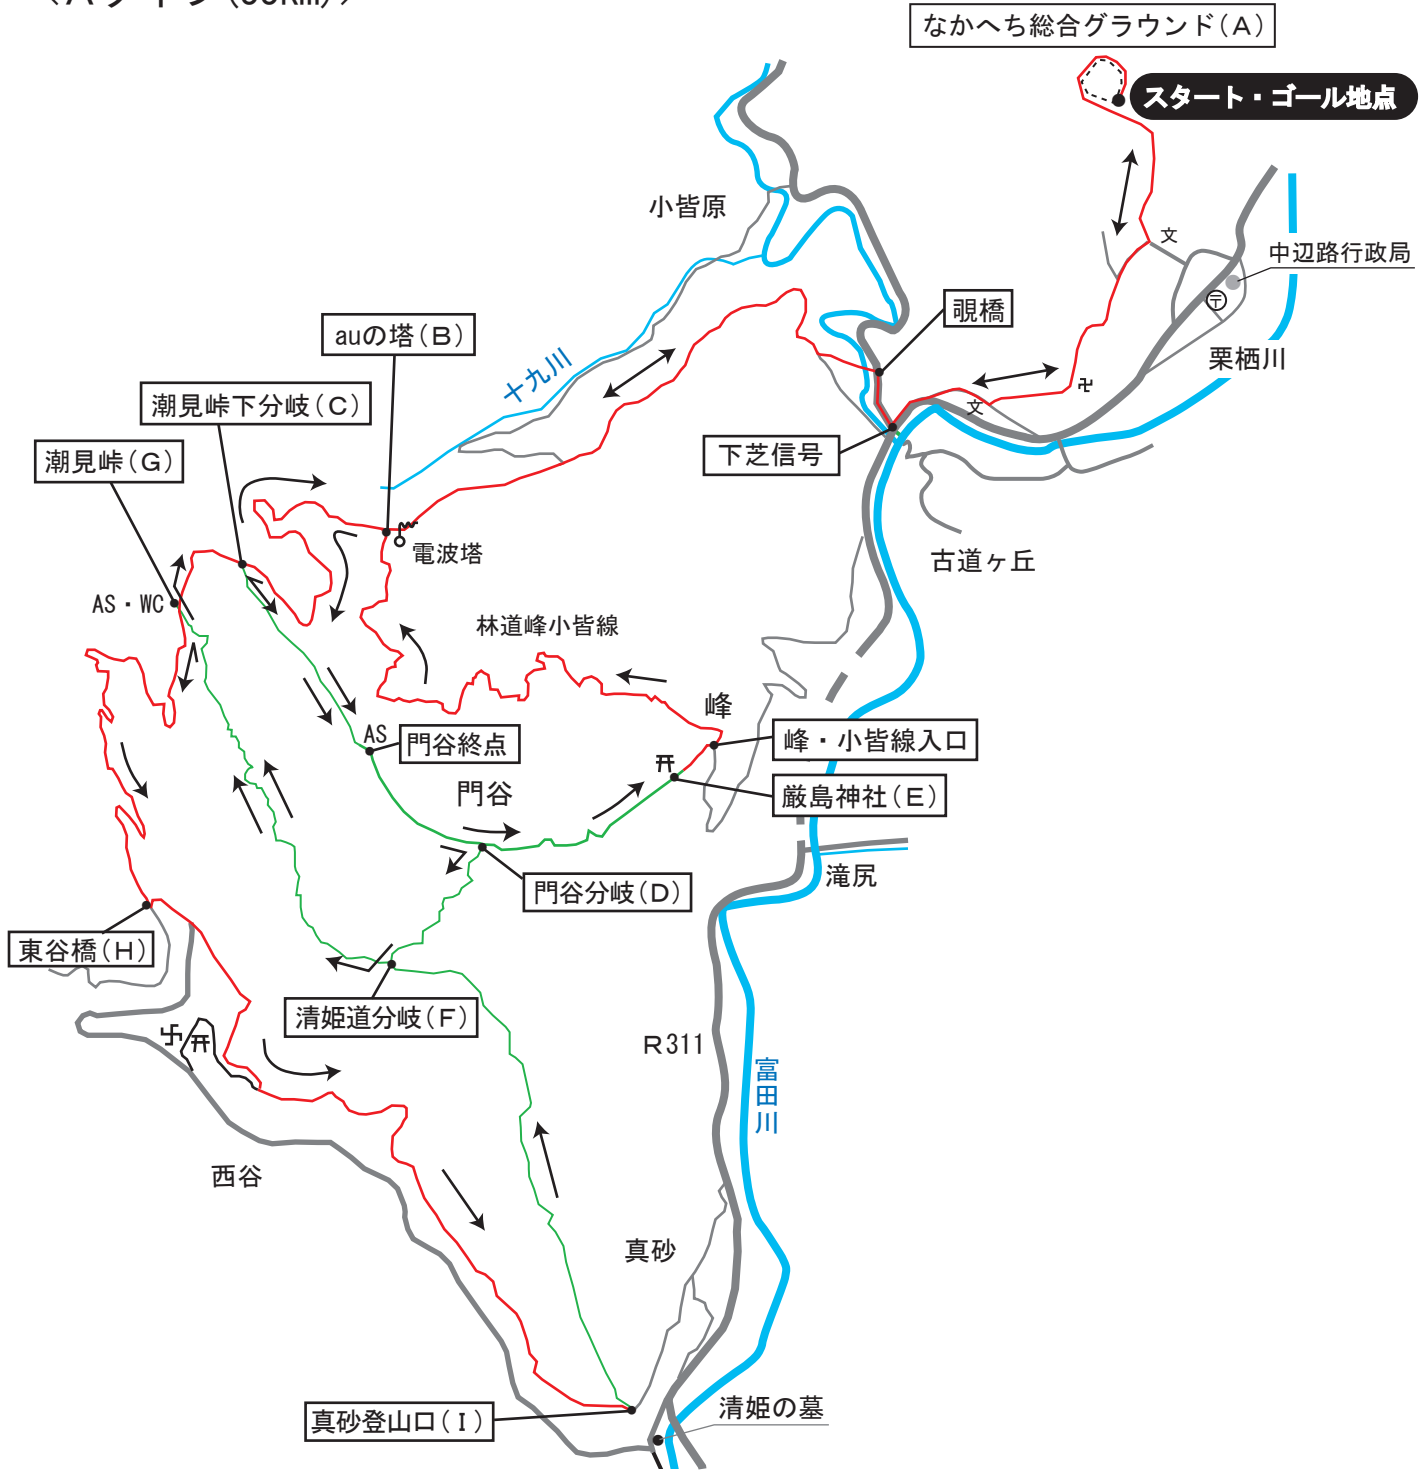 なかへち総合グラウンド(A)
スタート・ゴール地点
小皆原
文
中辺路行政局
〒
覗橋
栗栖川
auの塔(B)
十九川
卍
文
潮見峠下分岐(C)
下芝信号
潮見峠(G)
電波塔
古道ヶ丘
AS・WC
林道峰小皆線
峰
AS
門谷終点
峰・小皆線入口
門谷
厳島神社(E)
滝尻
門谷分岐(D)
東谷橋(H)
清姫道分岐(F)
R311
富田川
西谷
真砂
清姫の墓
真砂登山口(I)